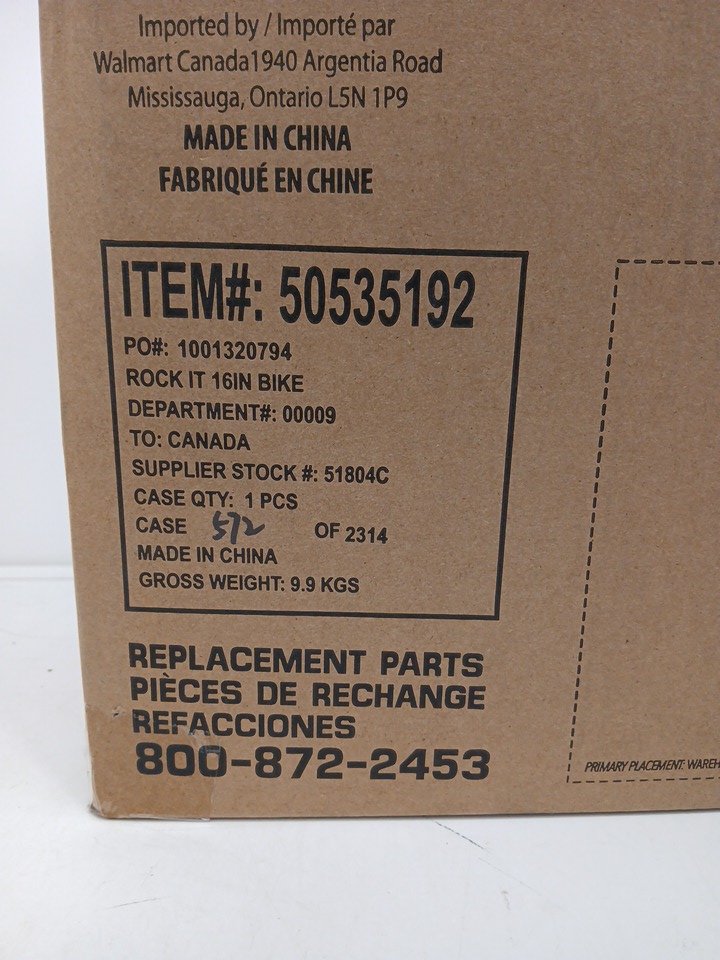 Imported by / Importé par
Walmart Canada1940 Argentia Road
Mississauga, Ontario L5N 1P9
MADE IN CHINA
FABRIQUÉ EN CHINE
ITEM#: 50535192
PO#: 1001320794
ROCK IT 16IN BIKE
DEPARTMENT#: 00009
TO: CANADA
SUPPLIER STOCK #: 51804C
CASE QTY: 1 PCS
CASE 572 OF 2314
MADE IN CHINA
GROSS WEIGHT: 9.9 KGS
REPLACEMENT PARTS
PIÈCES DE RECHANGE
REFACCIONES
800-872-2453
PRIMARY PLACEMENT: WAREH